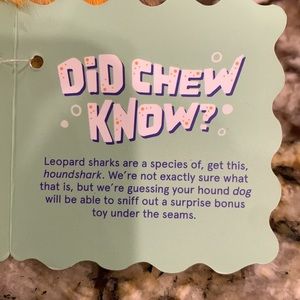 DiD CHEW
KNOW?
Leopard sharks are a species of, get this,
houndshark. We're not exactly sure what
that is, but we're guessing your hound dog
will be able to sniff out a surprise bonus
toy under the seams.